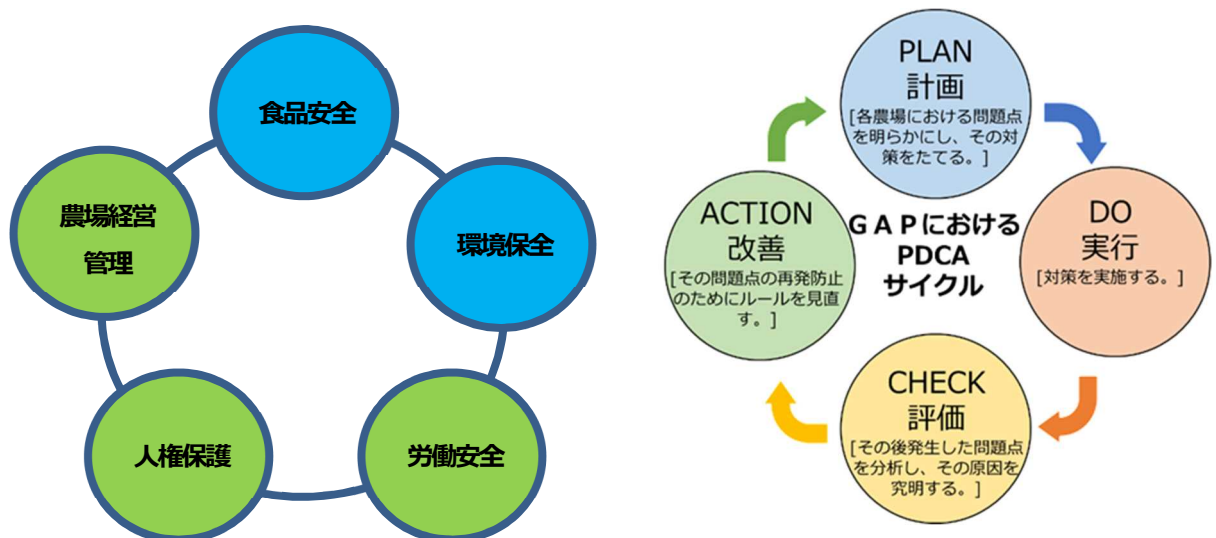 食品安全
農場経営
管理
環境保全
人権保護
労働安全
PLAN
計画
[各農場における問題点
を明らかにし、その対
策をたてる。]
ACTION
改善
[その問題点の再発防止
のためにルールを見直
す。]
ＧＡＰにおける
PDCA
サイクル
DO
実行
[対策を実施する。]
CHECK
評価
[その後発生した問題点
を分析し、その原因を
究明する。]